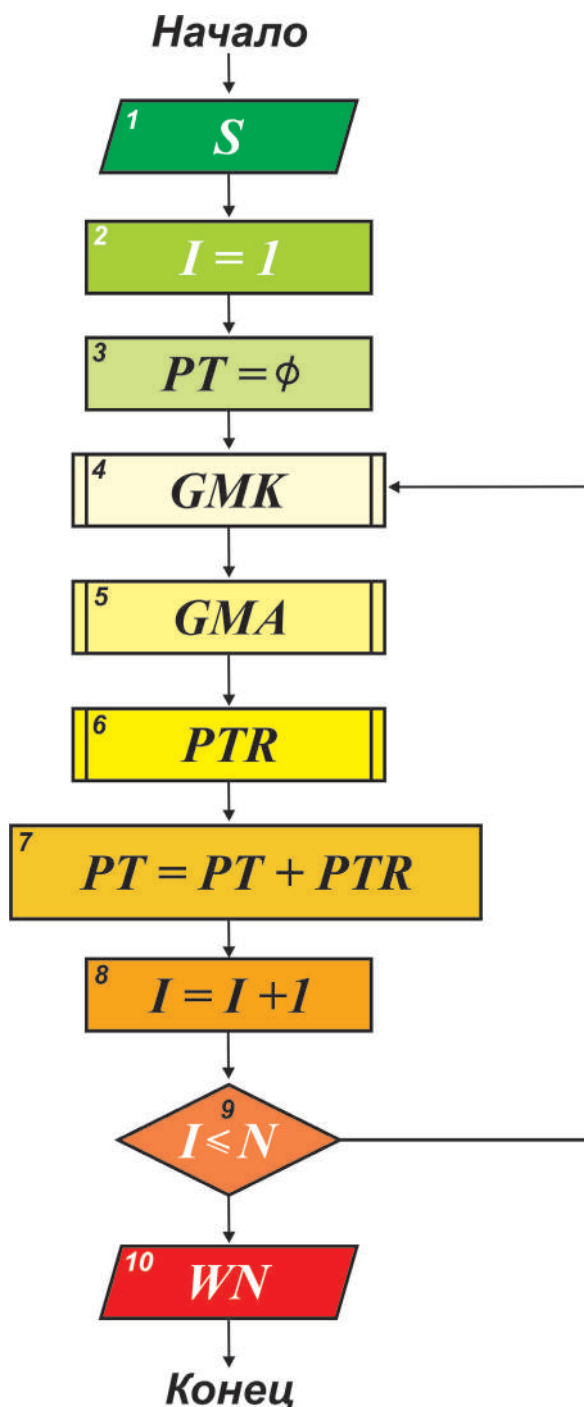 Начало
1 S
2 I = 1
3 PT = ϕ
4 GMK
5 GMA
6 PTR
7 PT = PT + PTR
8 I = I +1
9
I ≤ N
10 WN
Конец